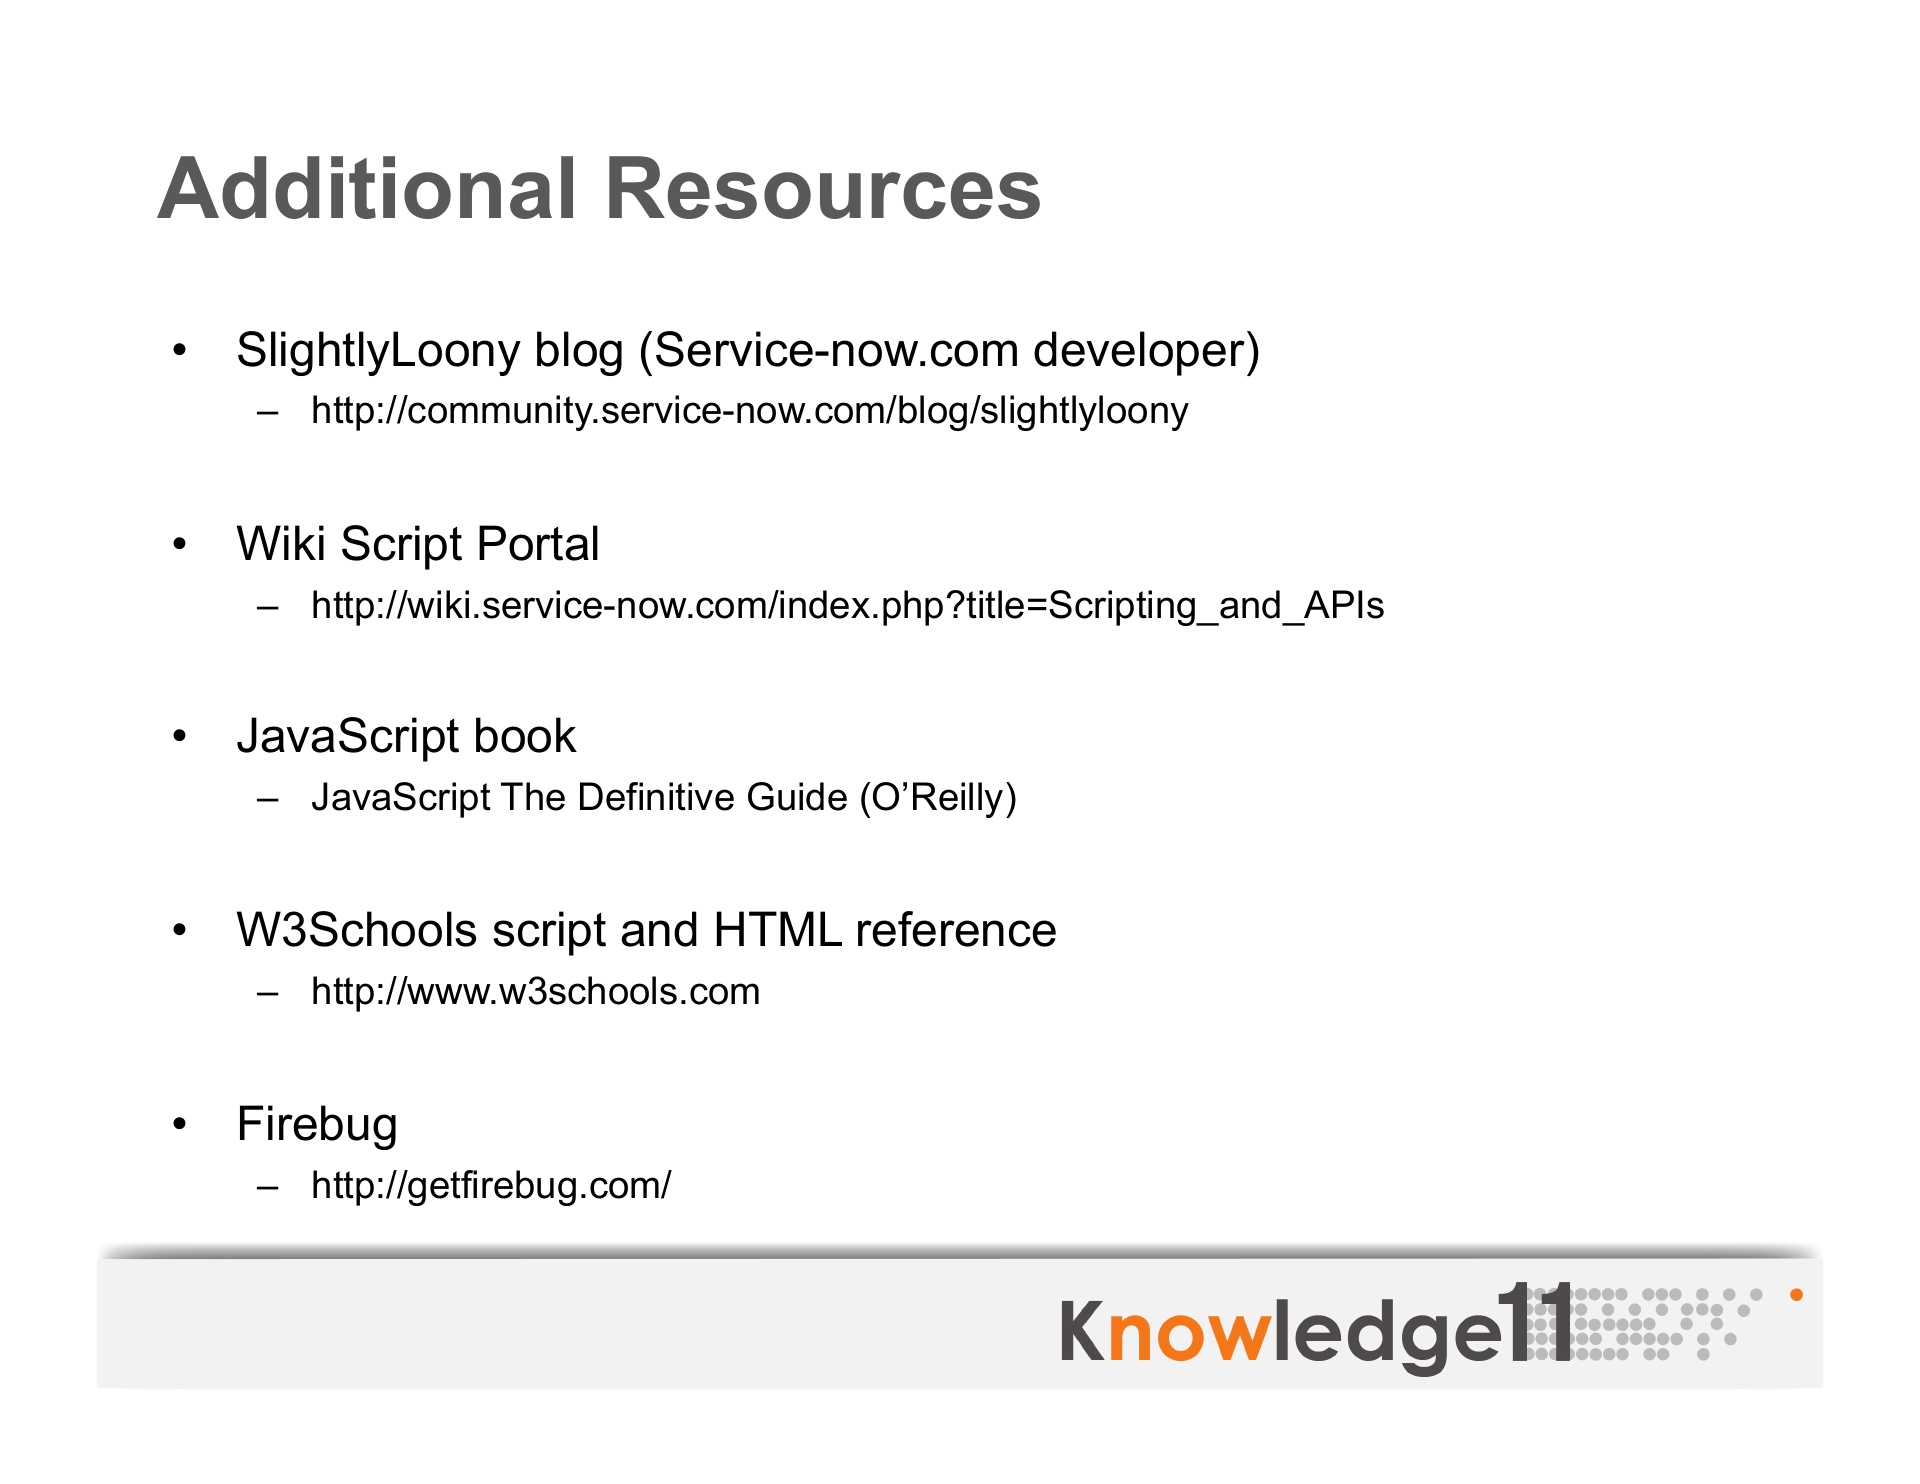 Additional Resources
• SlightlyLoony blog (Service-now.com developer)
– http://community.service-now.com/blog/slightlyloony
• Wiki Script Portal
– http://wiki.service-now.com/index.php?title=Scripting_and_APIs
• JavaScript book
– JavaScript The Definitive Guide (O’Reilly)
• W3Schools script and HTML reference
– http://www.w3schools.com
• Firebug
– http://getfirebug.com/
Knowledge11